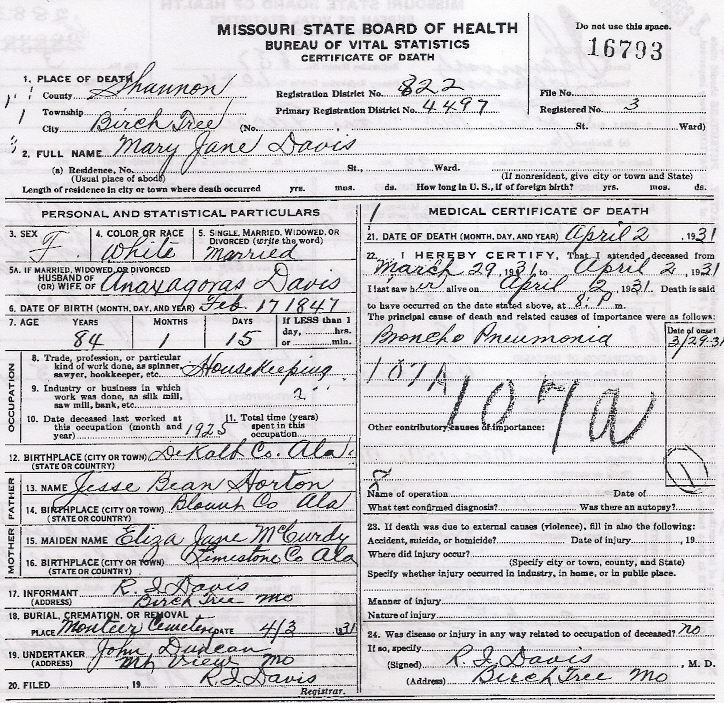 MISSOURI STATE BOARD OF HEALTH
BUREAU OF VITAL STATISTICS
CERTIFICATE OF DEATH
Do not use this space.
16793
1. PLACE OF DEATH
County Shannon Registration District No. 822 File No.
Township Primary Registration District No. 4497 Registered No. 3
City Birch Tree (No. St. Ward)
2. FULL NAME Mary Jane Davis
(a) Residence, No. St., Ward.
(Usual place of abode) (If nonresident, give city or town and State)
Length of residence in city or town where death occurred yrs. mos. ds. How long in U. S., if of foreign birth? yrs. mos. ds.
PERSONAL AND STATISTICAL PARTICULARS
3. SEX F 4. COLOR OR RACE White 5. SINGLE, MARRIED, WIDOWED, OR DIVORCED (write the word) Married
5A. IF MARRIED, WIDOWED, OR DIVORCED
HUSBAND OF
(OR) WIFE OF Anaxagoras Davis
6. DATE OF BIRTH (MONTH, DAY, AND YEAR) Feb 17 1847
7. AGE YEARS MONTHS DAYS If LESS than 1
84 1 15 day, hrs.
or min.
OCCUPATION
8. Trade, profession, or particular
kind of work done, as spinner,
sawyer, bookkeeper, etc. Housekeeping
9. Industry or business in which
work was done, as silk mill,
saw mill, bank, etc.
10. Date deceased last worked at
this occupation (month and
year) 1925
11. Total time (years)
spent in this
occupation
12. BIRTHPLACE (CITY OR TOWN) DeKalb Co. Ala.
(STATE OR COUNTRY)
FATHER
13. NAME Jesse Bean Horton
14. BIRTHPLACE (CITY OR TOWN) Co Ala
(STATE OR COUNTRY)
MOTHER
15. MAIDEN NAME Eliza Jane McCurdy
16. BIRTHPLACE (CITY OR TOWN) Limestone Co Ala
(STATE OR COUNTRY)
17. INFORMANT R. I. Davis
(ADDRESS) Birch Tree Mo
18. BURIAL, CREMATION, OR REMOVAL
PLACE Monteer Cemetery DATE 4/3 1931
19. UNDERTAKER John Duncan
(ADDRESS) Mt View Mo
20. FILED 19 R. I. Davis
Registrar.
MEDICAL CERTIFICATE OF DEATH
21. DATE OF DEATH (MONTH, DAY, AND YEAR) April 2, 1931
22. I HEREBY CERTIFY, That I attended deceased from
March 29, 1931, to April 2, 1931
I last saw her alive on April 2, 1931. Death is said
to have occurred on the date stated above, at 8 P. m.
The principal cause of death and related causes of importance were as follows:
Date of onset
Broncho Pneumonia 3/29-31
107A
107a
Other contributory causes of importance:
1
Name of operation Date of
What test confirmed diagnosis? Was there an autopsy?
23. If death was due to external causes (violence), fill in also the following:
Accident, suicide, or homicide? Date of injury , 19
Where did injury occur?
(Specify city or town, county, and State)
Specify whether injury occurred in industry, in home, or in public place.
Manner of injury
Nature of injury
24. Was disease or injury in any way related to occupation of deceased? no
If so, specify
(Signed) R. I. Davis , M. D.
(Address) Birch Tree Mo